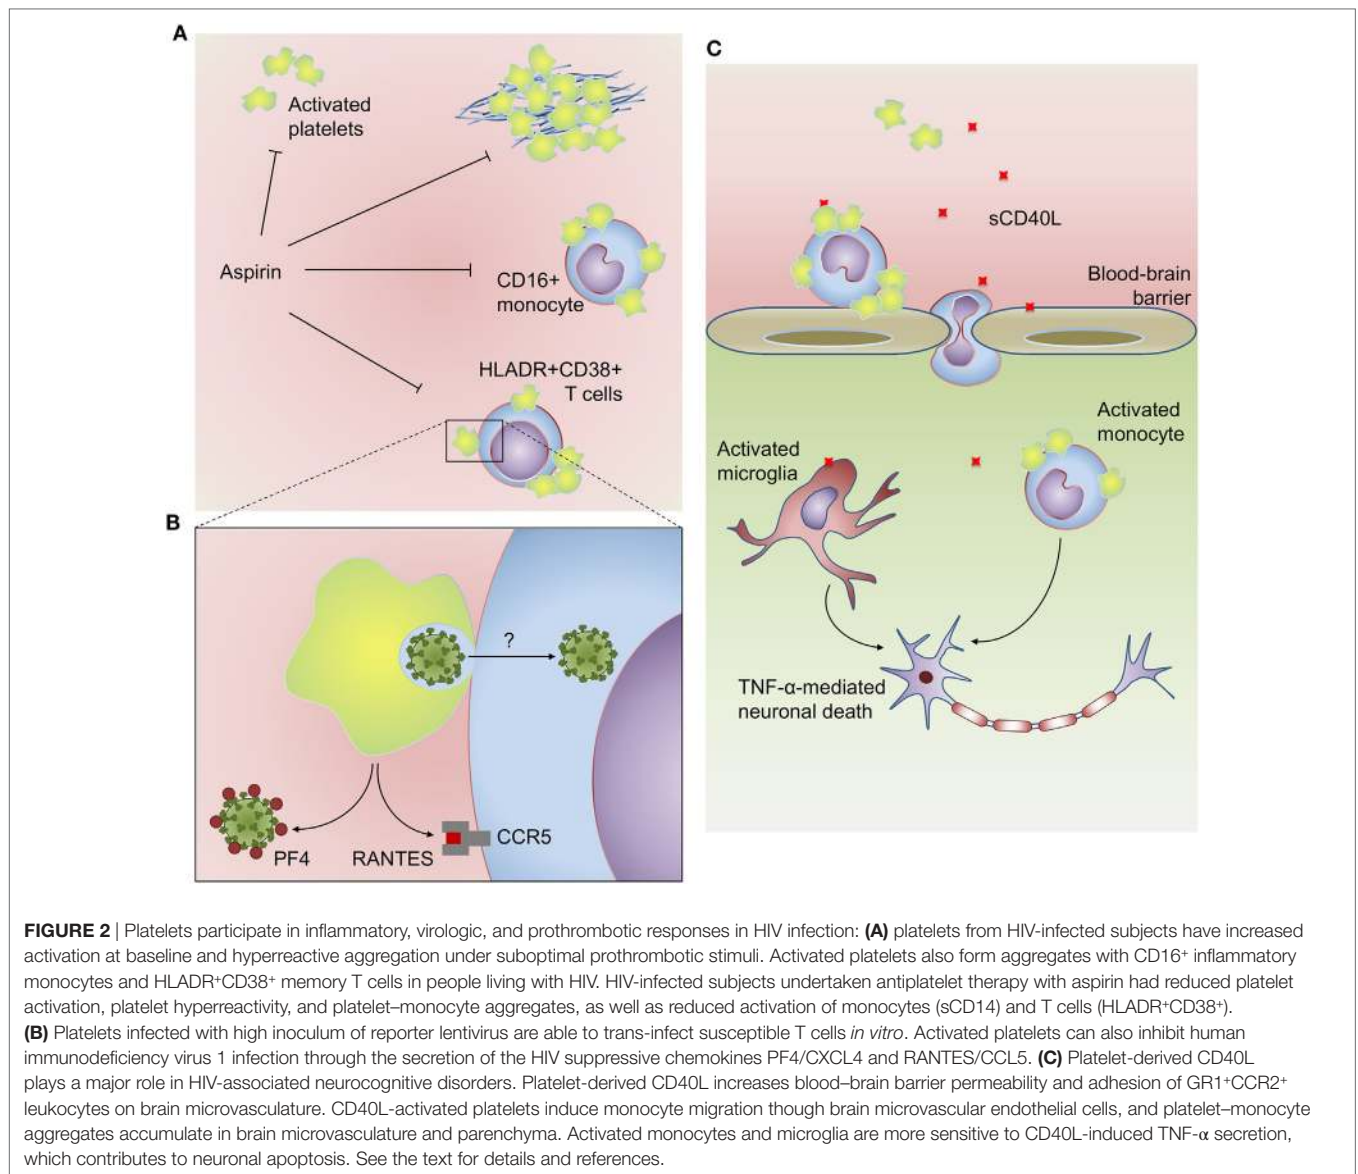 A
Activated
platelets
Aspirin
CD16+
monocyte
HLADR+CD38+
T cells
B
?
PF4
RANTES
CCR5
C
sCD40L
Blood-brain
barrier
Activated
microglia
Activated
monocyte
TNF-α-mediated
neuronal death
FIGURE 2 | Platelets participate in inflammatory, virologic, and prothrombotic responses in HIV infection: (A) platelets from HIV-infected subjects have increased
activation at baseline and hyperreactive aggregation under suboptimal prothrombotic stimuli. Activated platelets also form aggregates with CD16⁺ inflammatory
monocytes and HLADR⁺CD38⁺ memory T cells in people living with HIV. HIV-infected subjects undertaken antiplatelet therapy with aspirin had reduced platelet
activation, platelet hyperreactivity, and platelet–monocyte aggregates, as well as reduced activation of monocytes (sCD14) and T cells (HLADR⁺CD38⁺).
(B) Platelets infected with high inoculum of reporter lentivirus are able to trans-infect susceptible T cells in vitro. Activated platelets can also inhibit human
immunodeficiency virus 1 infection through the secretion of the HIV suppressive chemokines PF4/CXCL4 and RANTES/CCL5. (C) Platelet-derived CD40L
plays a major role in HIV-associated neurocognitive disorders. Platelet-derived CD40L increases blood–brain barrier permeability and adhesion of GR1⁺CCR2⁺
leukocytes on brain microvasculature. CD40L-activated platelets induce monocyte migration though brain microvascular endothelial cells, and platelet–monocyte
aggregates accumulate in brain microvasculature and parenchyma. Activated monocytes and microglia are more sensitive to CD40L-induced TNF-α secretion,
which contributes to neuronal apoptosis. See the text for details and references.